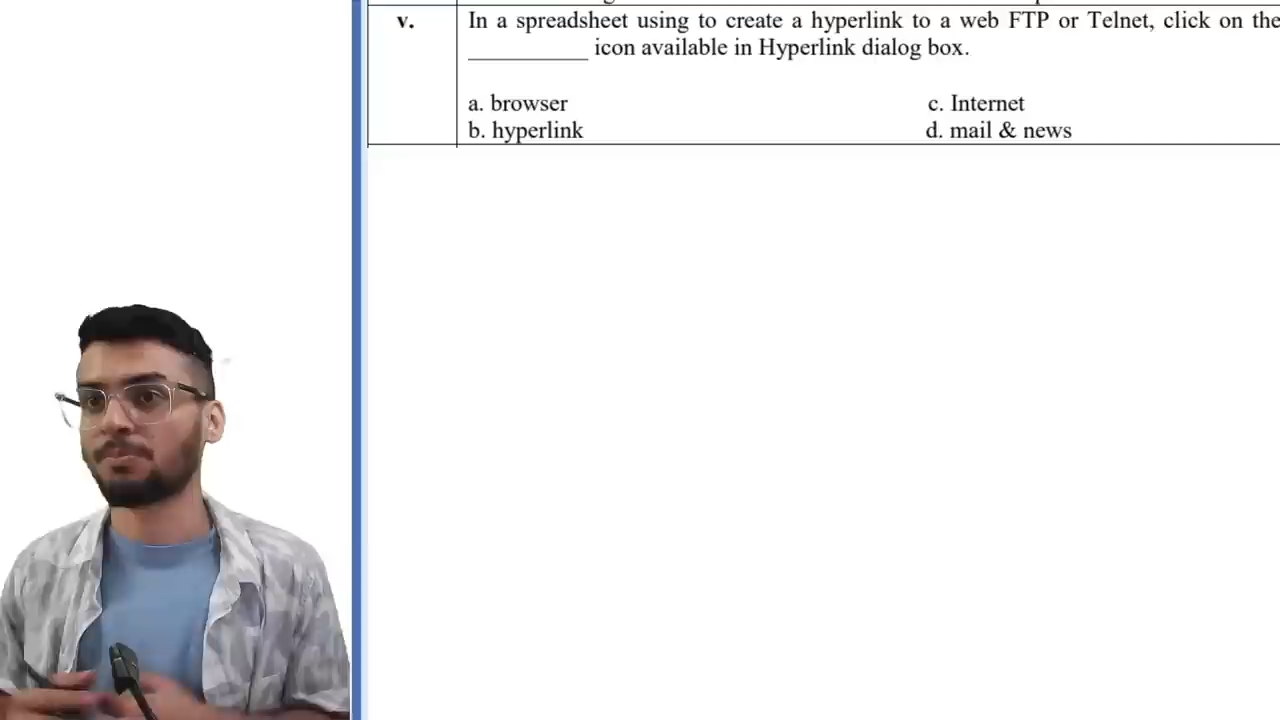 v. In a spreadsheet using to create a hyperlink to a web FTP or Telnet, click on the
__________ icon available in Hyperlink dialog box.
a. browser c. Internet
b. hyperlink d. mail & news